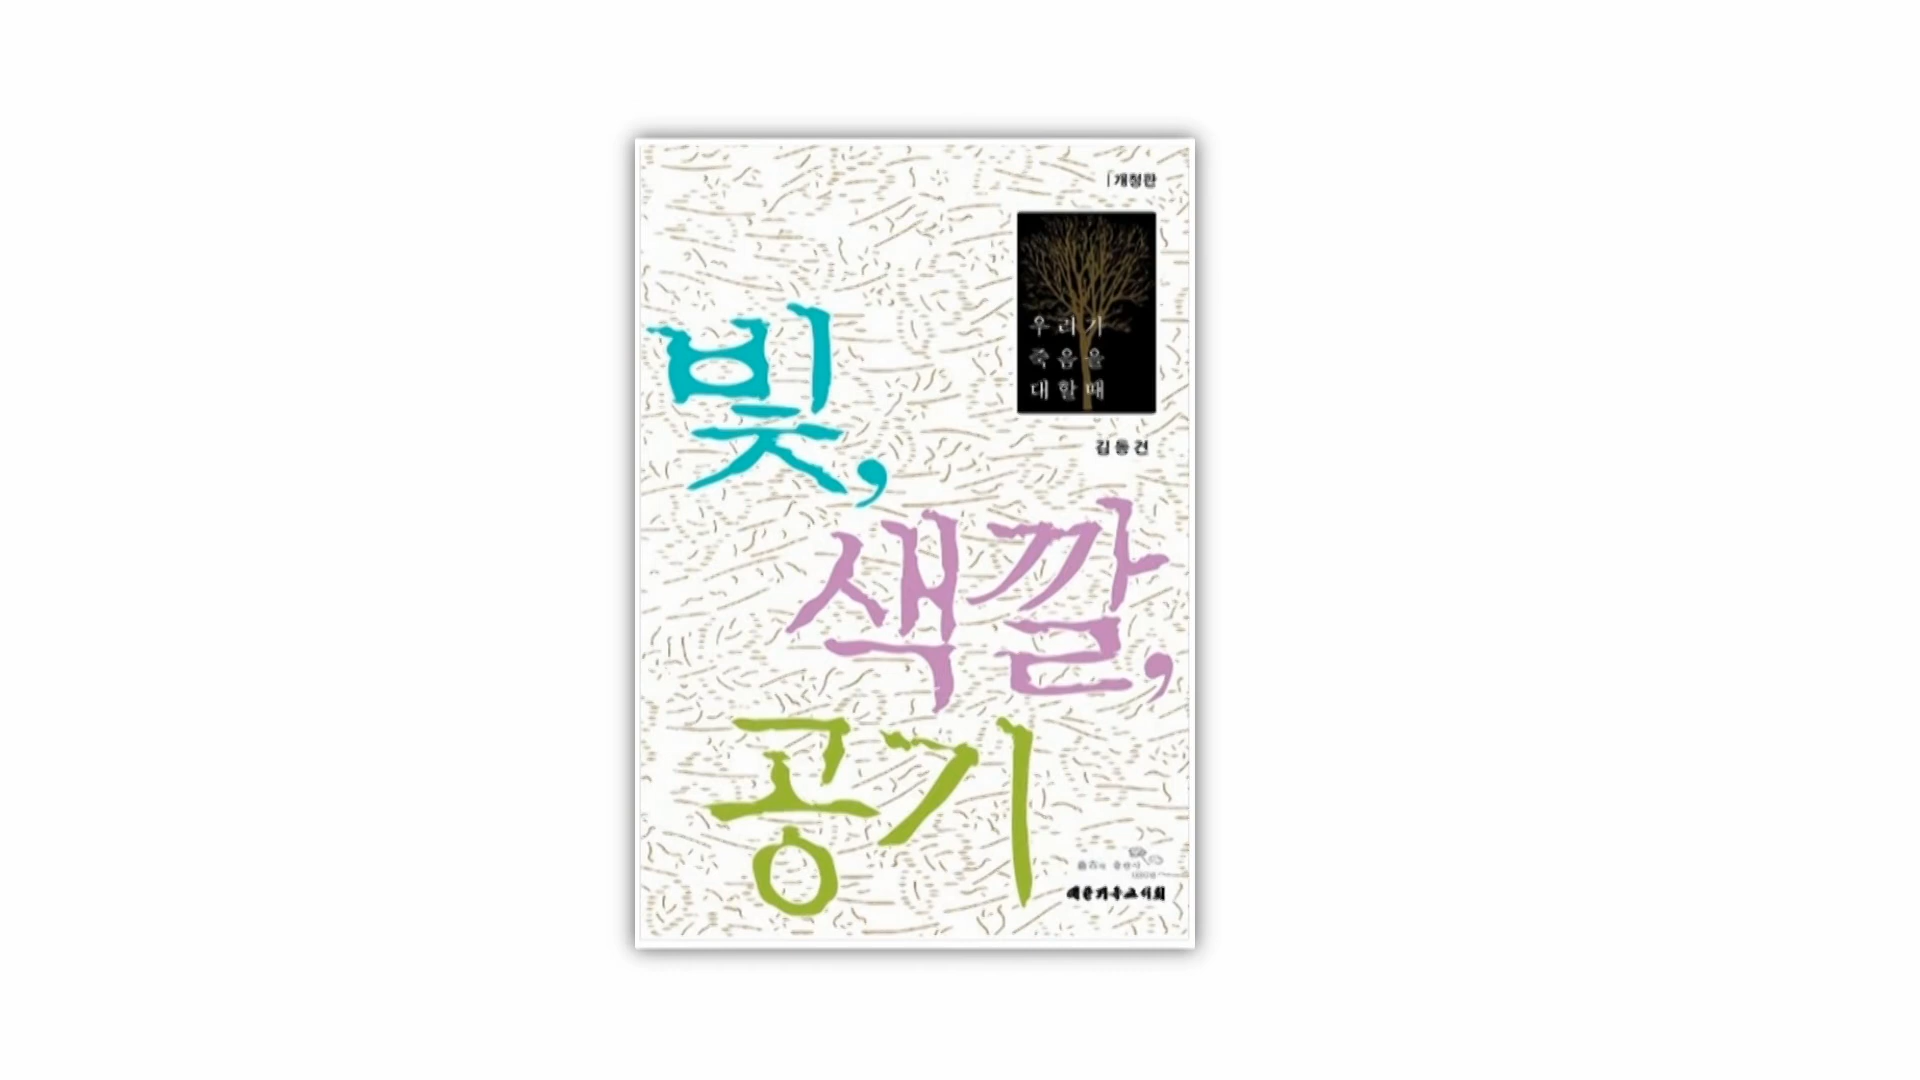 개정판
우리가
죽음을
대할 때
김동건
빛,
색깔,
공기
대한기독교서회